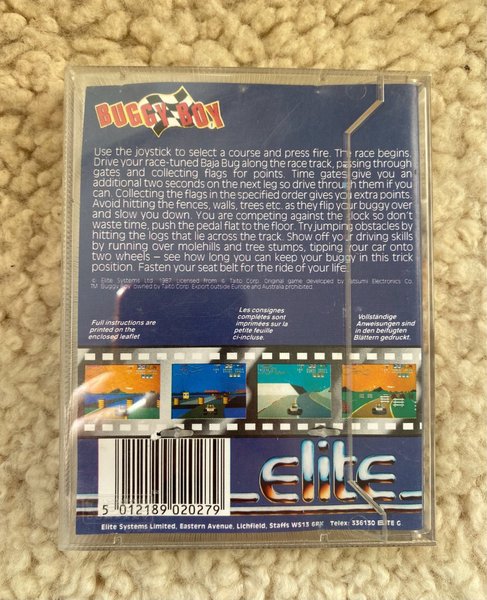 BUGGY BOY
Use the joystick to select a course and press fire. The race begins.
Drive your race-tuned Baja Bug along the race track, passing through
gates and collecting flags for points. Time gates give you an
additional two seconds on the next leg so drive through them if you
can. Collecting the flags in the specified order gives you extra points.
Avoid hitting the fences, walls, trees etc. as they flip your buggy over
and slow you down. You are competing against the clock so don't
waste time, push the pedal flat to the floor. Try jumping obstacles by
hitting the logs that lie across the track. Show off your driving skills
by running over molehills and tree stumps, tipping your car onto
two wheels – see how long you can keep your buggy in this trick
position. Fasten your seat belt for the ride of your life.
© Elite Systems Ltd. 1987. Licensed from © Taito Corp. Original game developed by Tatsumi Electronics Co.
TM Buggy Boy owned by Taito Corp. Export outside Europe and Australia prohibited.
Full instructions are
printed on the
enclosed leaflet
Les consignes
complètes sont
imprimées sur la
petite feuille
ci-incluse.
Vollständige
Anweisungen sind
in den beifügten
Blättern gedruckt.
elite
5 012189 020279
Elite Systems Limited, Eastern Avenue, Lichfield, Staffs WS13 6RX Telex: 336130 ELITE G.